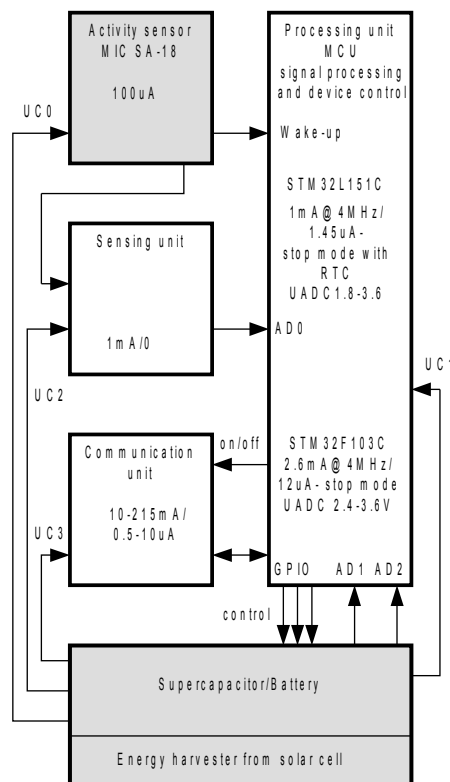 Activity sensor
MIC SA-18
100uA
UC0
Processing unit
MCU
signal processing
and device control
Wake-up
STM32L151C
1mA@ 4MHz/
1.45uA-
stop mode with
RTC
UADC1.8-3.6
Sensing unit
1mA/0
AD0
UC2
UC1
on/off
Communication
unit
10-215mA/
0.5-10uA
UC3
STM32F103C
2.6mA@ 4MHz/
12uA- stop mode
UADC 2.4-3.6V
GPIO AD1 AD2
control
Supercapacitor/Battery
Energy harvester from solar cell